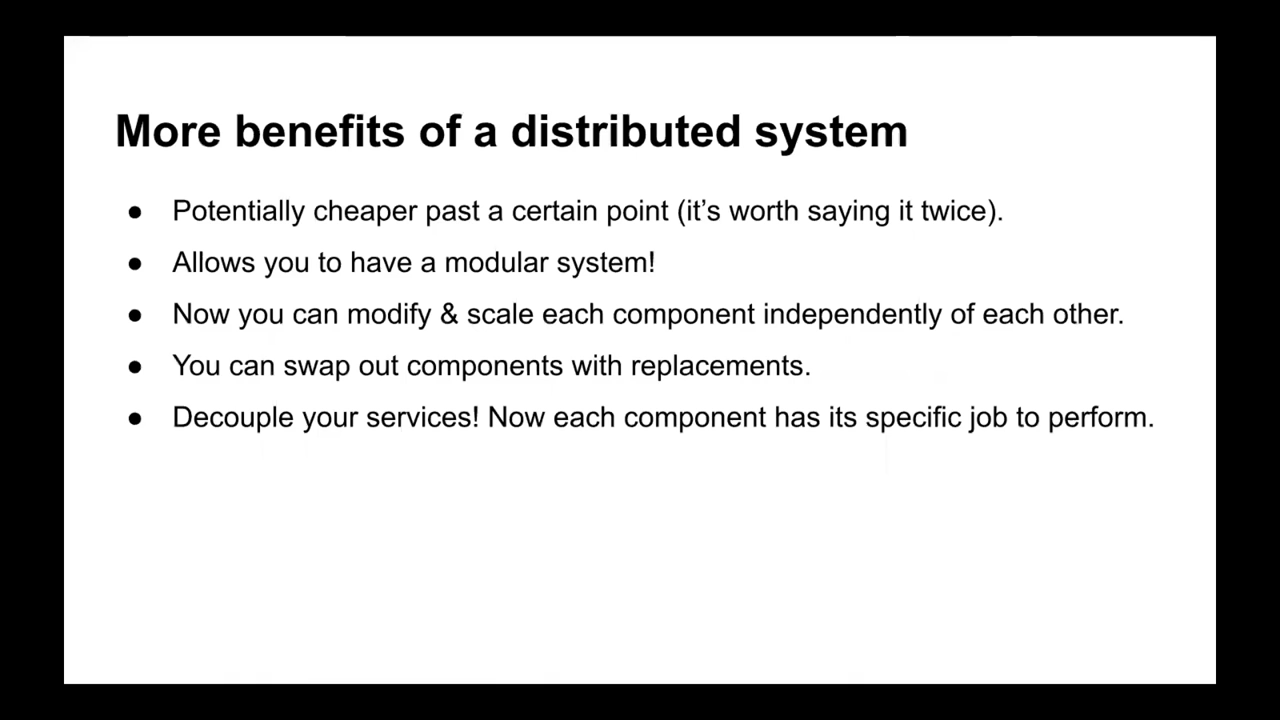 More benefits of a distributed system
● Potentially cheaper past a certain point (it's worth saying it twice).
● Allows you to have a modular system!
● Now you can modify & scale each component independently of each other.
● You can swap out components with replacements.
● Decouple your services! Now each component has its specific job to perform.